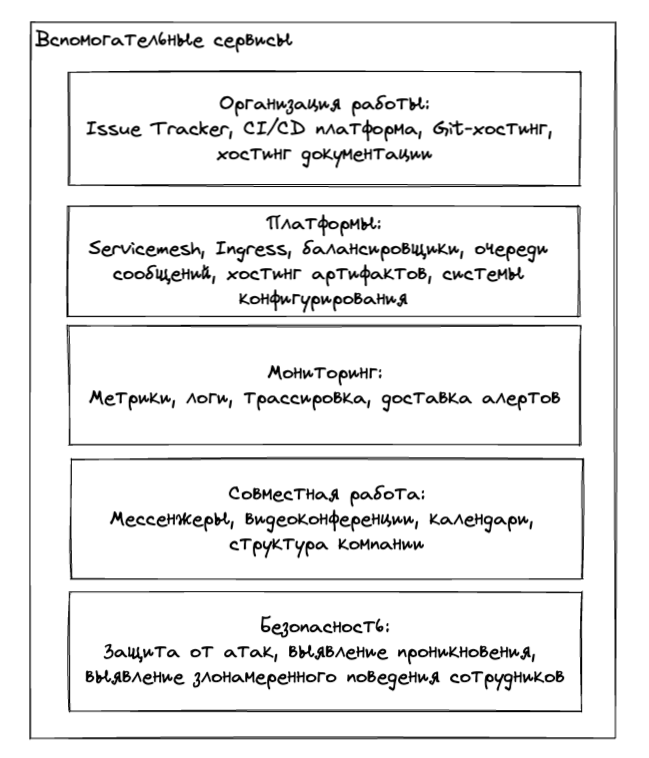 Вспомогательные сервисы
Организация работы:
Issue Tracker, CI/CD платформа, Git-хостинг,
хостинг документации
Платформы:
Servicemesh, Ingress, балансировщики, очереди
сообщений, хостинг артифактов, системы
конфигурирования
Мониторинг:
Метрики, логи, трассировка, доставка алертов
Совместная работа:
Мессенжеры, видеоконференции, календари,
структура компании
Безопасность:
Защита от атак, выявление проникновения,
выявление злонамеренного поведения сотрудников